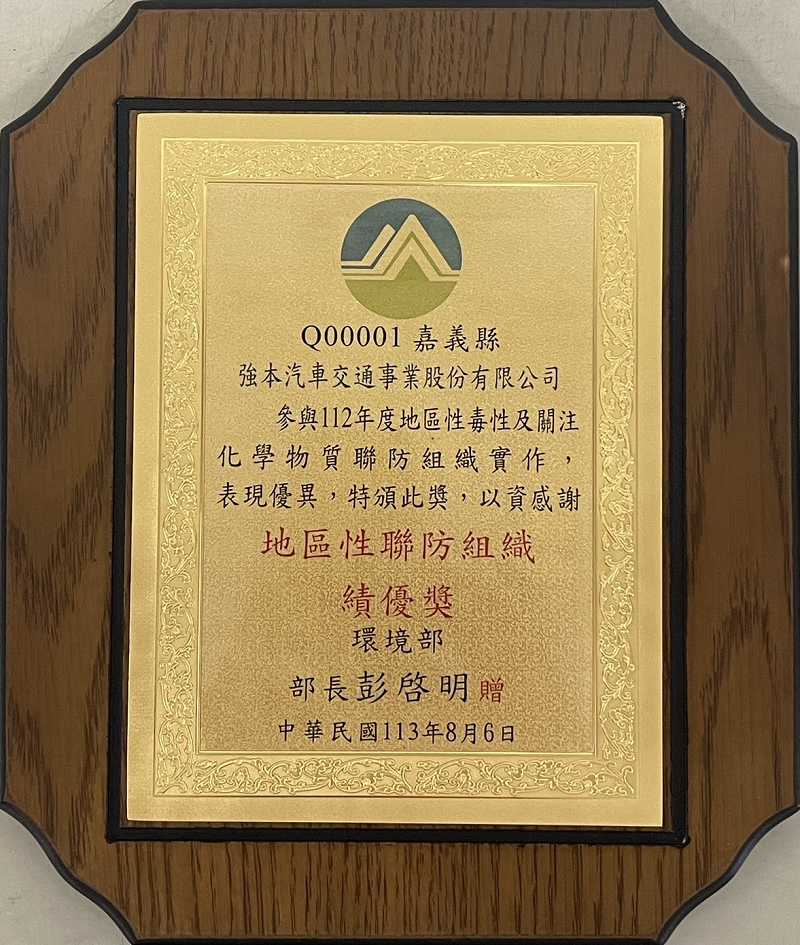 Q00001 嘉義縣
強本汽車交通事業股份有限公司
參與112年度地區性毒性及關注
化學物質聯防組織實作，
表現優異，特頒此獎，以資感謝
地區性聯防組織
績優獎
環境部
部長彭啓明贈
中華民國113年8月6日